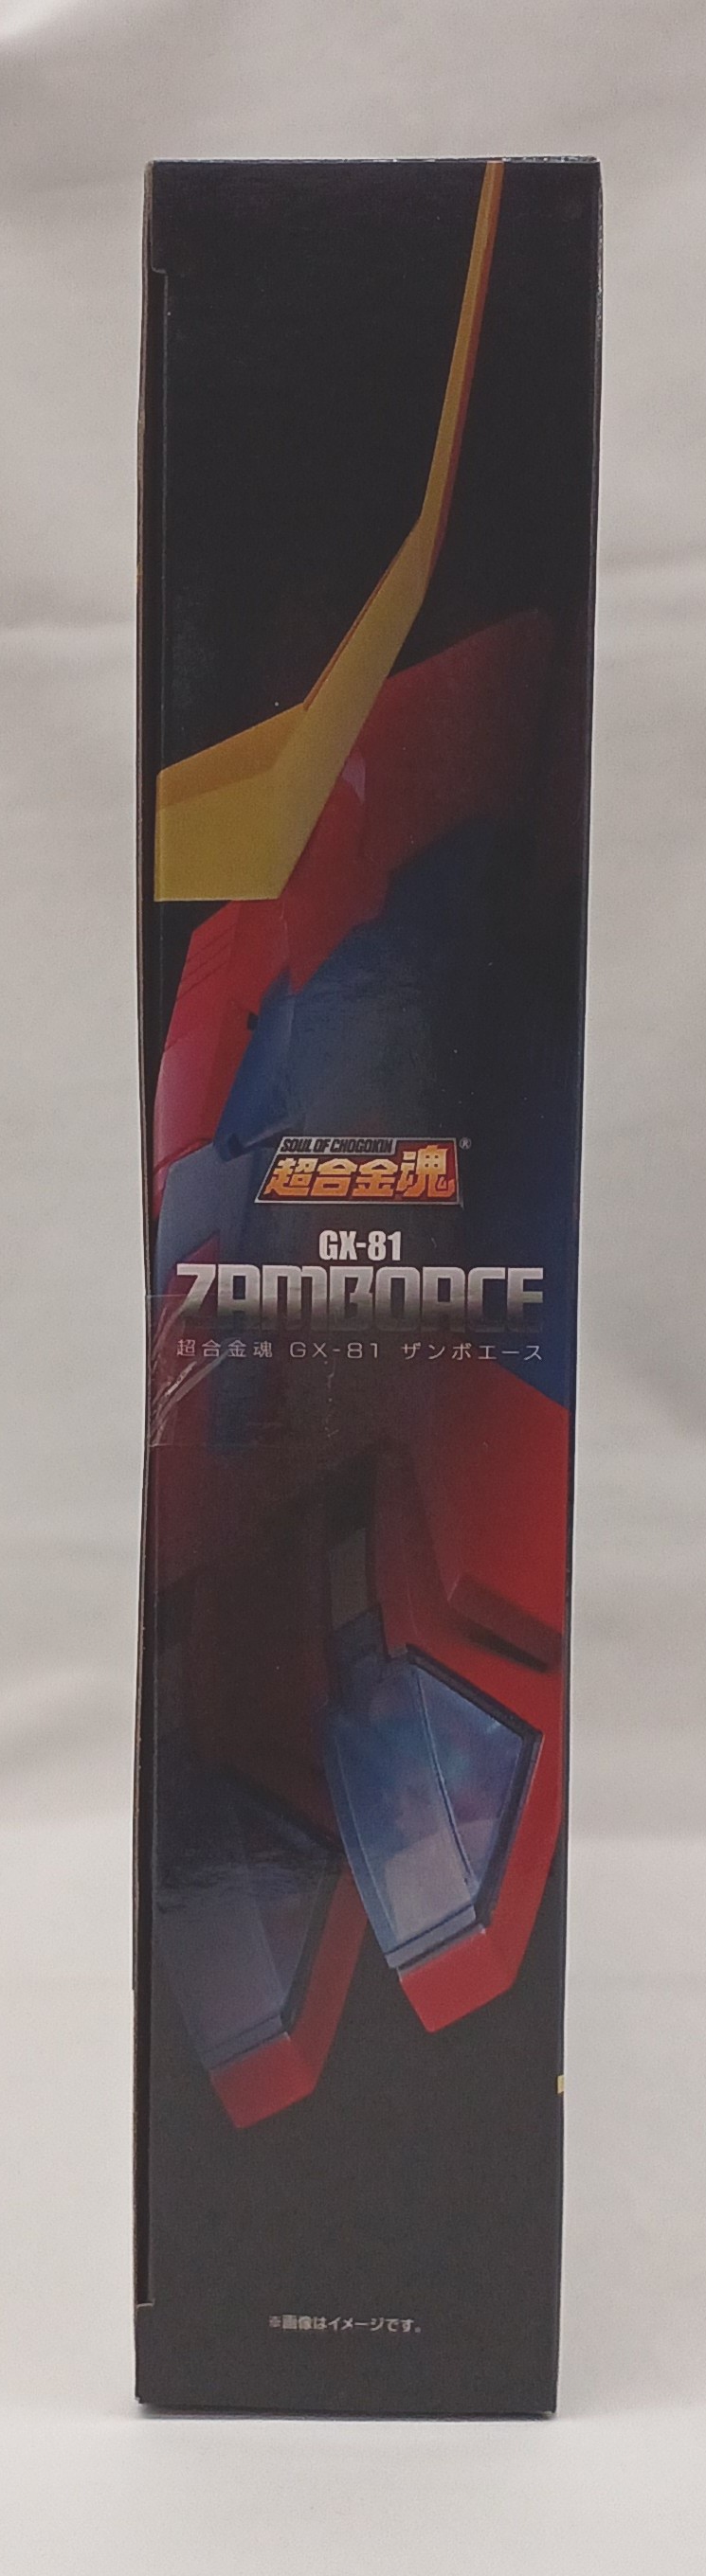 SOUL OF CHOGOKIN
超合金魂®
GX-81
ZAMBOACE
超合金魂 GX-81 ザンボエース
※画像はイメージです。